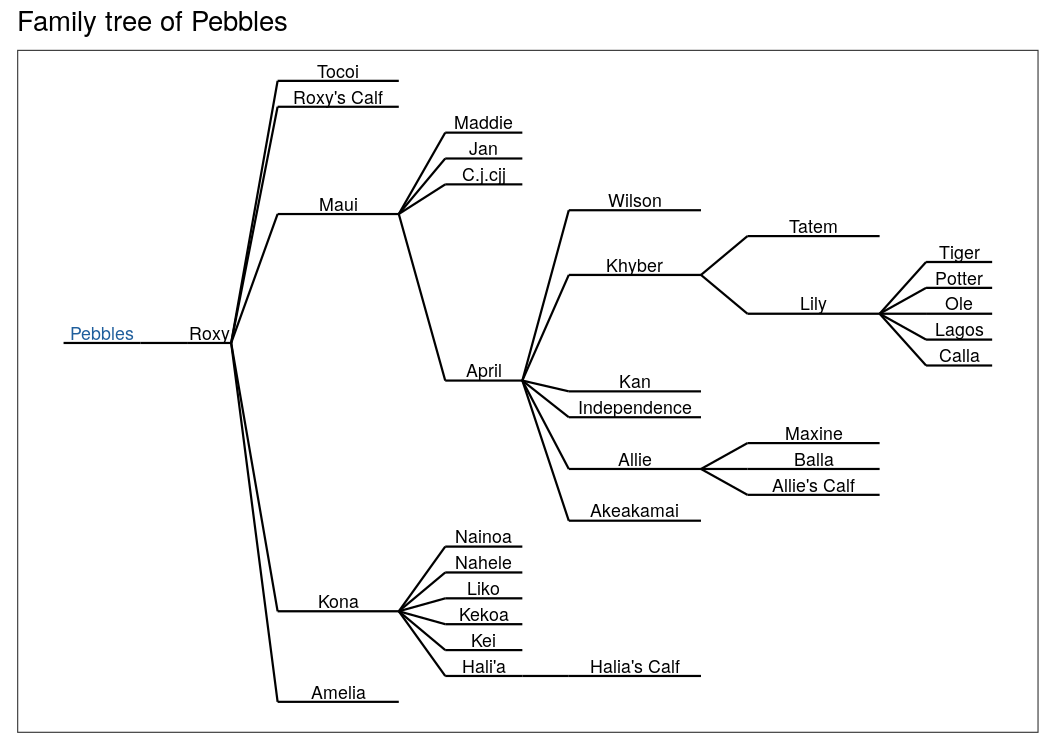 Family tree of Pebbles
Tocoi
Roxy's Calf
Maddie
Jan
C.j.cjj
Wilson
Maui
Tatem
Tiger
Khyber
Potter
Lily
Ole
Pebbles
Roxy
Lagos
Calla
April
Kan
Independence
Maxine
Allie
Balla
Allie's Calf
Akeakamai
Nainoa
Nahele
Liko
Kona
Kekoa
Kei
Hali'a
Halia's Calf
Amelia